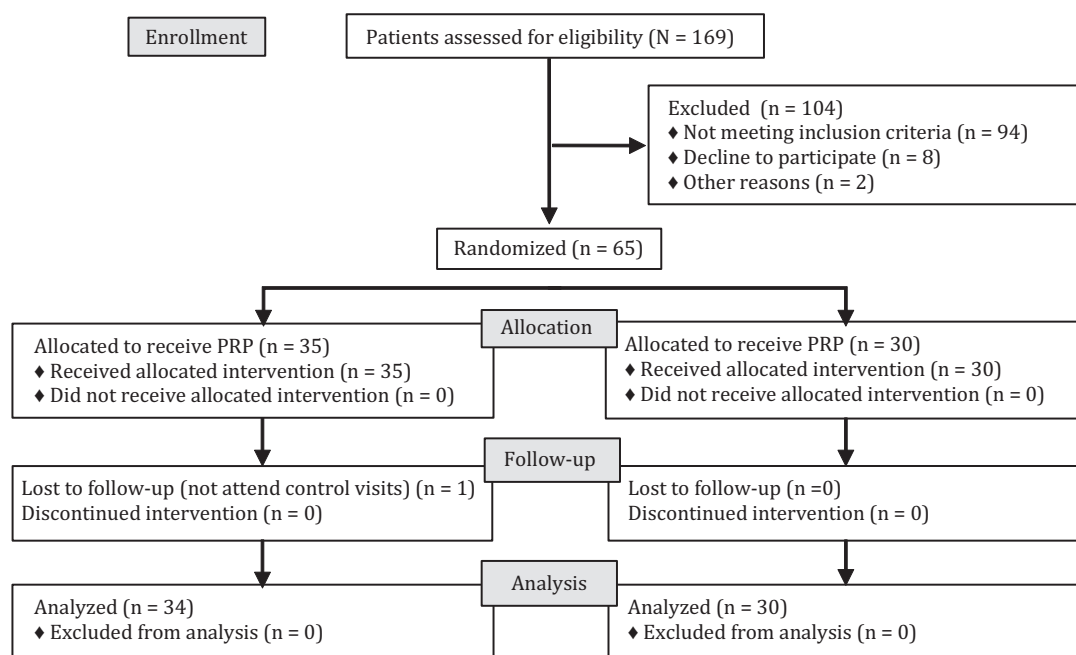 Enrollment
Patients assessed for eligibility (N = 169)
Excluded  (n = 104)
♦ Not meeting inclusion criteria (n = 94)
♦ Decline to participate (n = 8)
♦ Other reasons (n = 2)
Randomized (n = 65)
Allocation
Allocated to receive PRP (n = 35)
♦ Received allocated intervention (n = 35)
♦ Did not receive allocated intervention (n = 0)
Allocated to receive PRP (n = 30)
♦ Received allocated intervention (n = 30)
♦ Did not receive allocated intervention (n = 0)
Follow-up
Lost to follow-up (not attend control visits) (n = 1)
Discontinued intervention (n = 0)
Lost to follow-up (n =0)
Discontinued intervention (n = 0)
Analysis
Analyzed (n = 34)
♦ Excluded from analysis (n = 0)
Analyzed (n = 30)
♦ Excluded from analysis (n = 0)